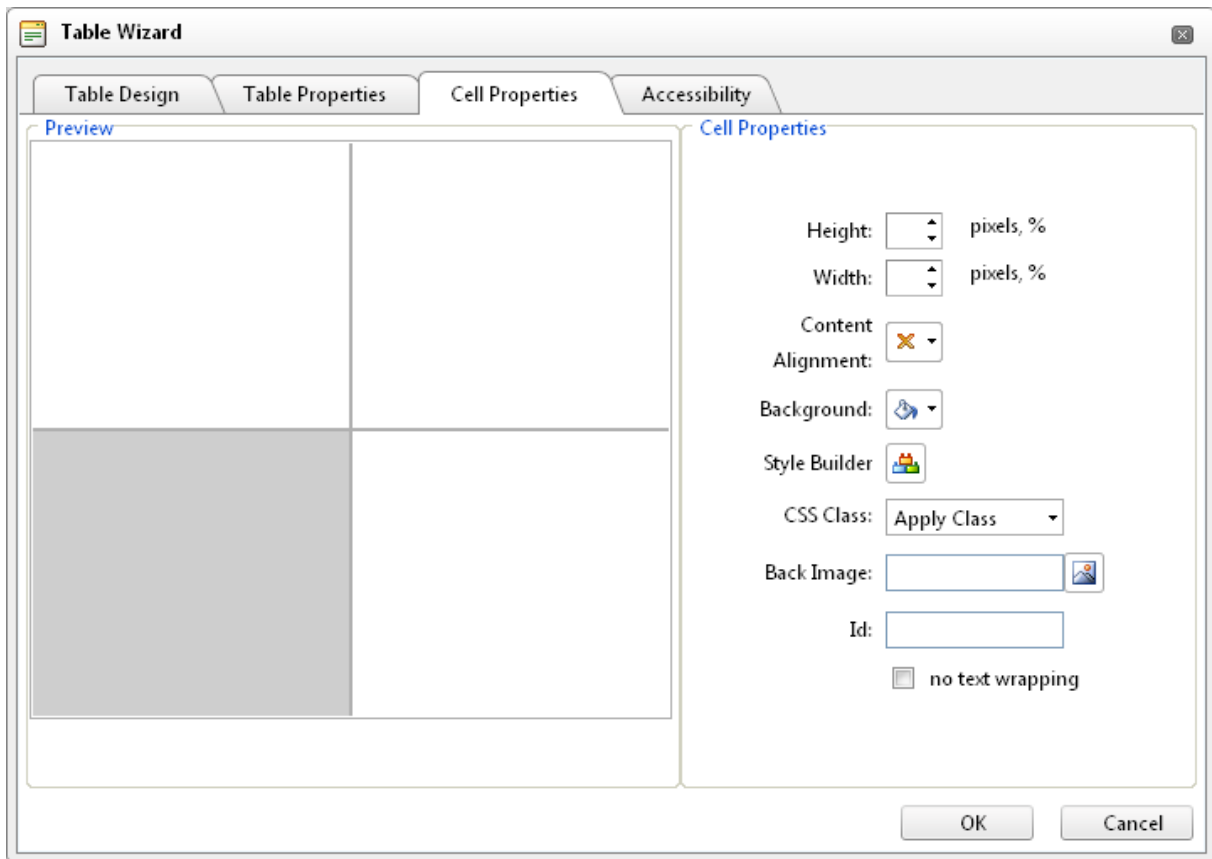 Table Wizard
Table Design
Table Properties
Cell Properties
Accessibility
Preview
Cell Properties
Height:
pixels, %
Width:
pixels, %
Content
Alignment:
Background:
Style Builder
CSS Class:
Apply Class
Back Image:
Id:
no text wrapping
OK
Cancel